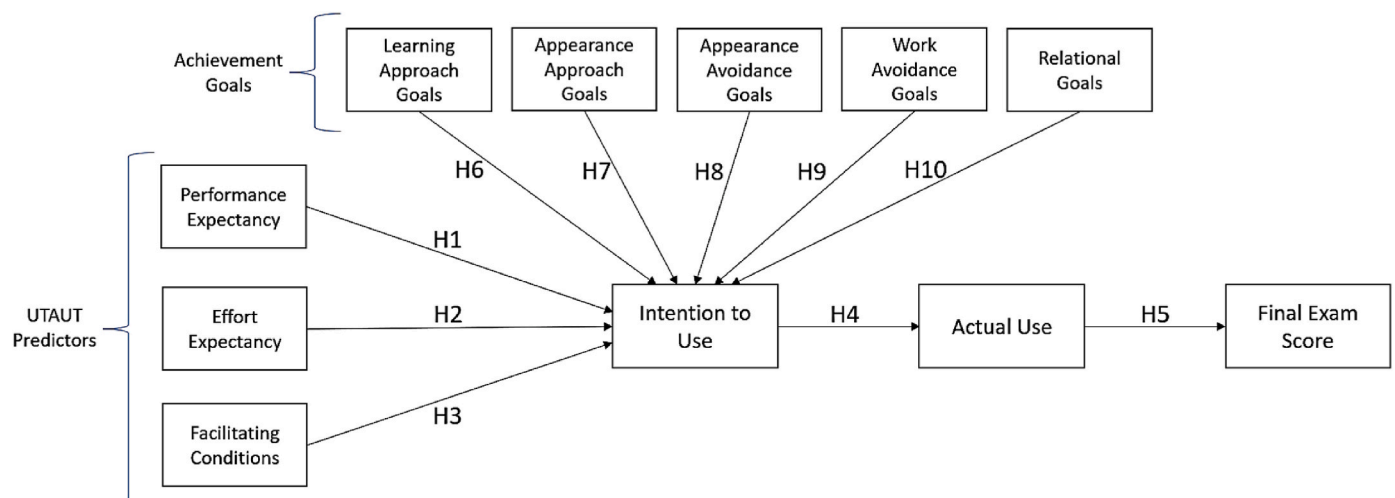 Achievement
Goals
Learning
Approach
Goals
Appearance
Approach
Goals
Appearance
Avoidance
Goals
Work
Avoidance
Goals
Relational
Goals
H6
H7
H8
H9
H10
UTAUT
Predictors
Performance
Expectancy
H1
Effort
Expectancy
H2
Facilitating
Conditions
H3
Intention to
Use
H4
Actual Use
H5
Final Exam
Score